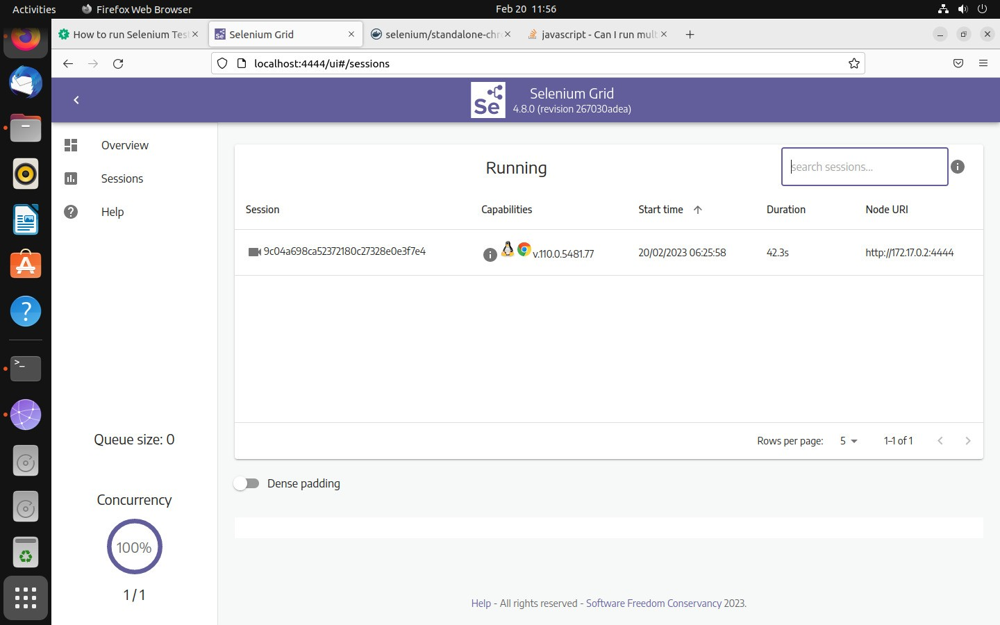 Activities Firefox Web Browser Feb 20 11:56
How to run Selenium Tes Selenium Grid selenium/standalone-chr javascript - Can I run mult
localhost:4444/ui#/sessions
Se Selenium Grid
4.8.0 (revision 267030adea)
Overview
Sessions
Help
Running search sessions...
Session Capabilities Start time Duration Node URI
9c04a698ca52372180c27328e0e3f7e4 v.110.0.5481.77 20/02/2023 06:25:58 42.3s http://172.17.0.2:4444
Rows per page: 5 1-1 of 1
Dense padding
Queue size: 0
Concurrency
100%
1 / 1
Help - All rights reserved - Software Freedom Conservancy 2023.